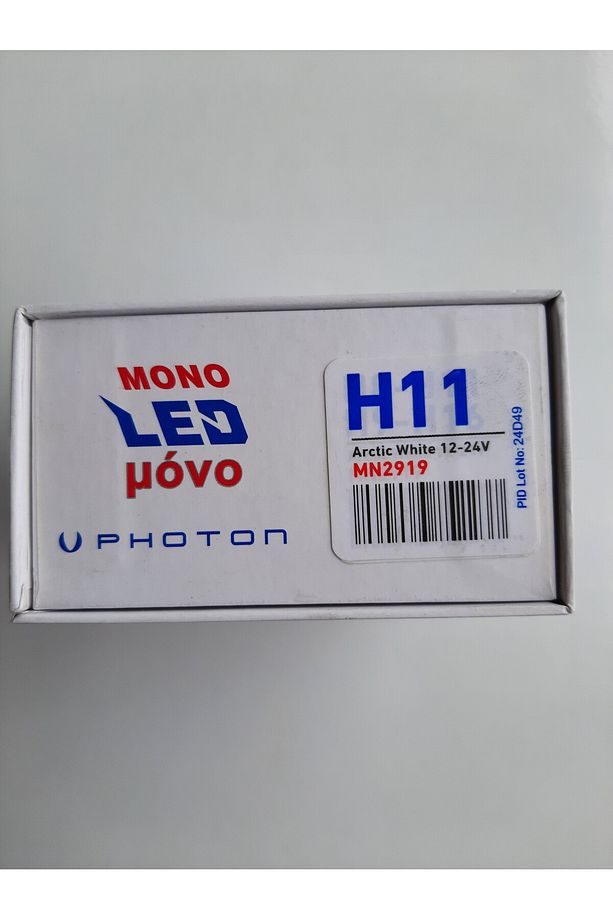 MONO
LED
μόνο
PHOTON
H11
Arctic White 12-24V
MN2919
PID Lot No: 24D49